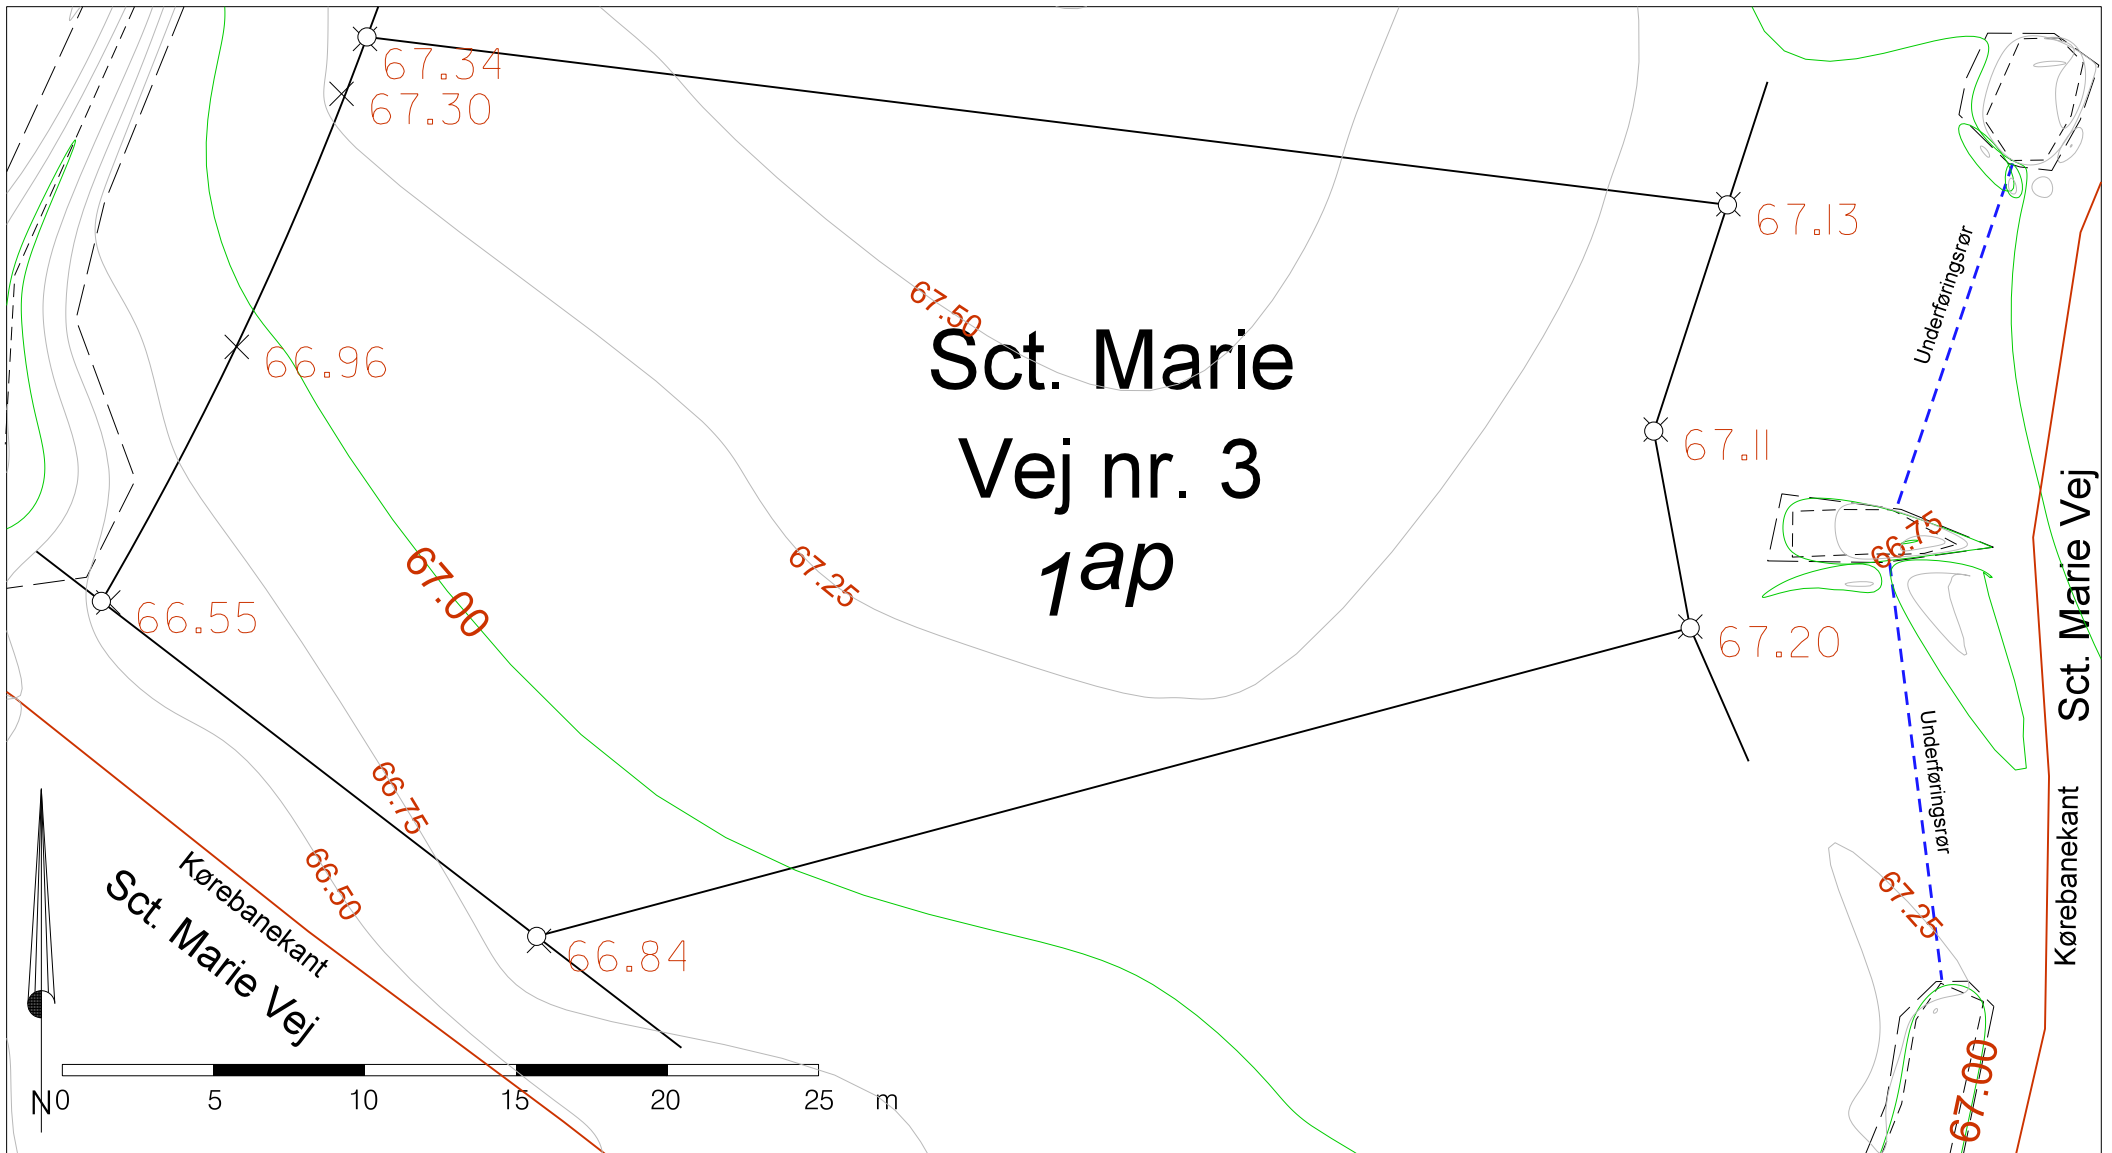 67.34
67.30
67.13
Underføringsrør
67.50
Sct. Marie
Vej nr. 3
1ap
66.96
67.11
67.25
67.00
66.75
Sct. Marie Vej
66.55
67.20
Underføringsrør
66.75
66.50
Kørebanekant
Sct. Marie Vej
67.25
Kørebanekant
66.84
67.00
N
0 5 10 15 20 25 m